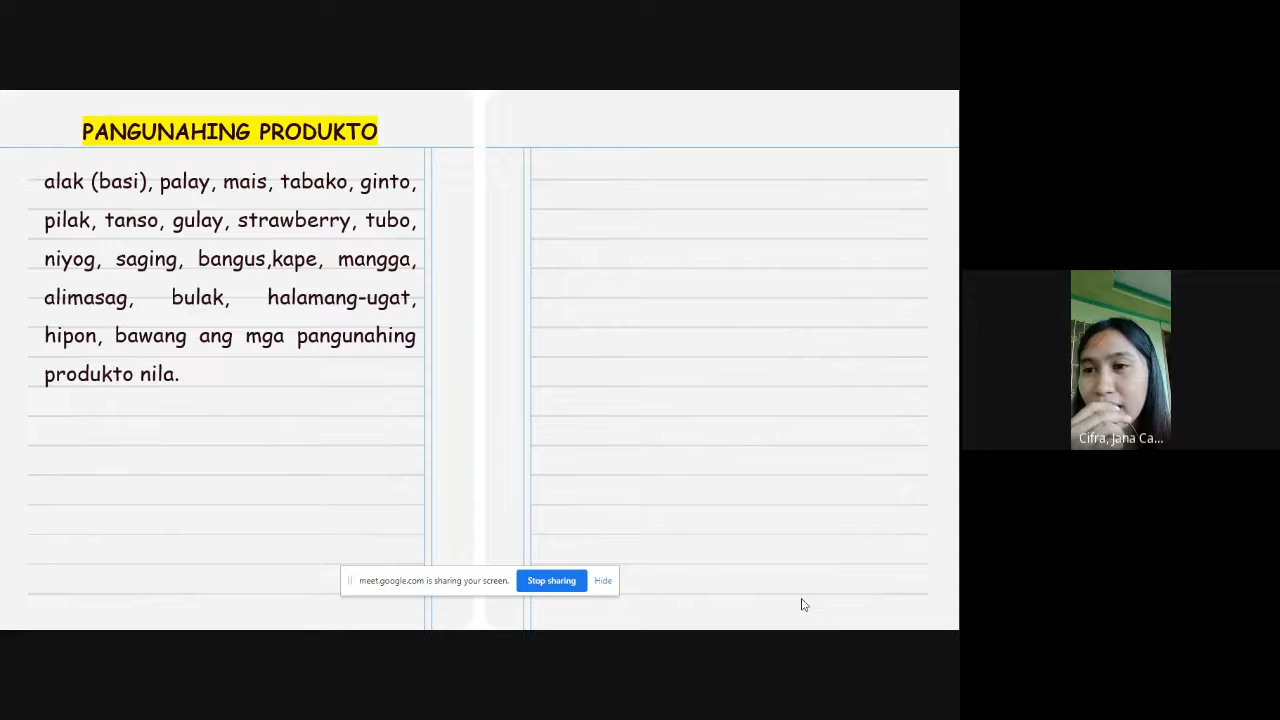 PANGUNAHING PRODUKTO
alak (basi), palay, mais, tabako, ginto,
pilak, tanso, gulay, strawberry, tubo,
niyog, saging, bangus,kape, mangga,
alimasag, bulak, halamang-ugat,
hipon, bawang ang mga pangunahing
produkto nila.
meet.google.com is sharing your screen. Stop sharing Hide
Cifra, Jana Ca...